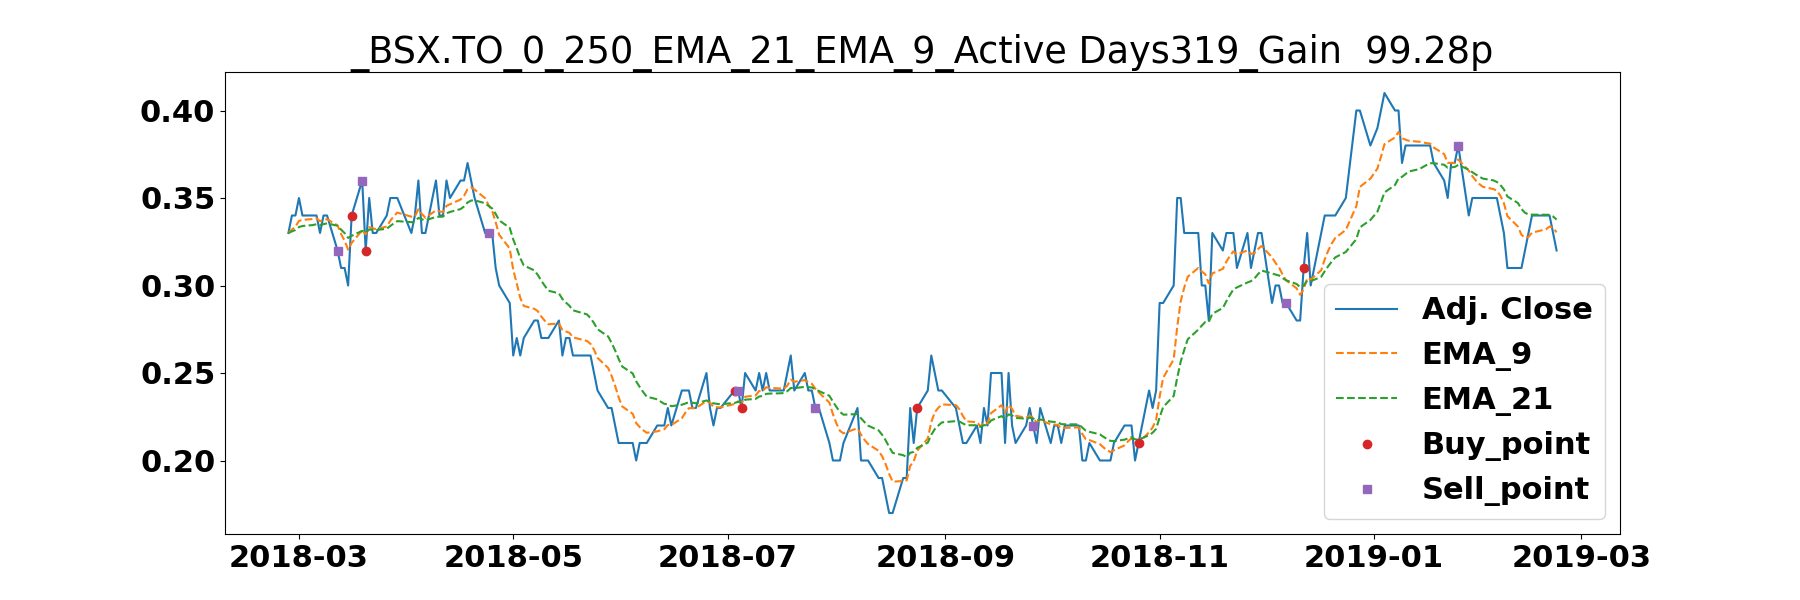 _BSX.TO_0_250_EMA_21_EMA_9_Active Days319_Gain  99.28p
0.40
0.35
0.30
0.25
0.20
Adj. Close
EMA_9
EMA_21
Buy_point
Sell_point
2018-03 2018-05 2018-07 2018-09 2018-11 2019-01 2019-03